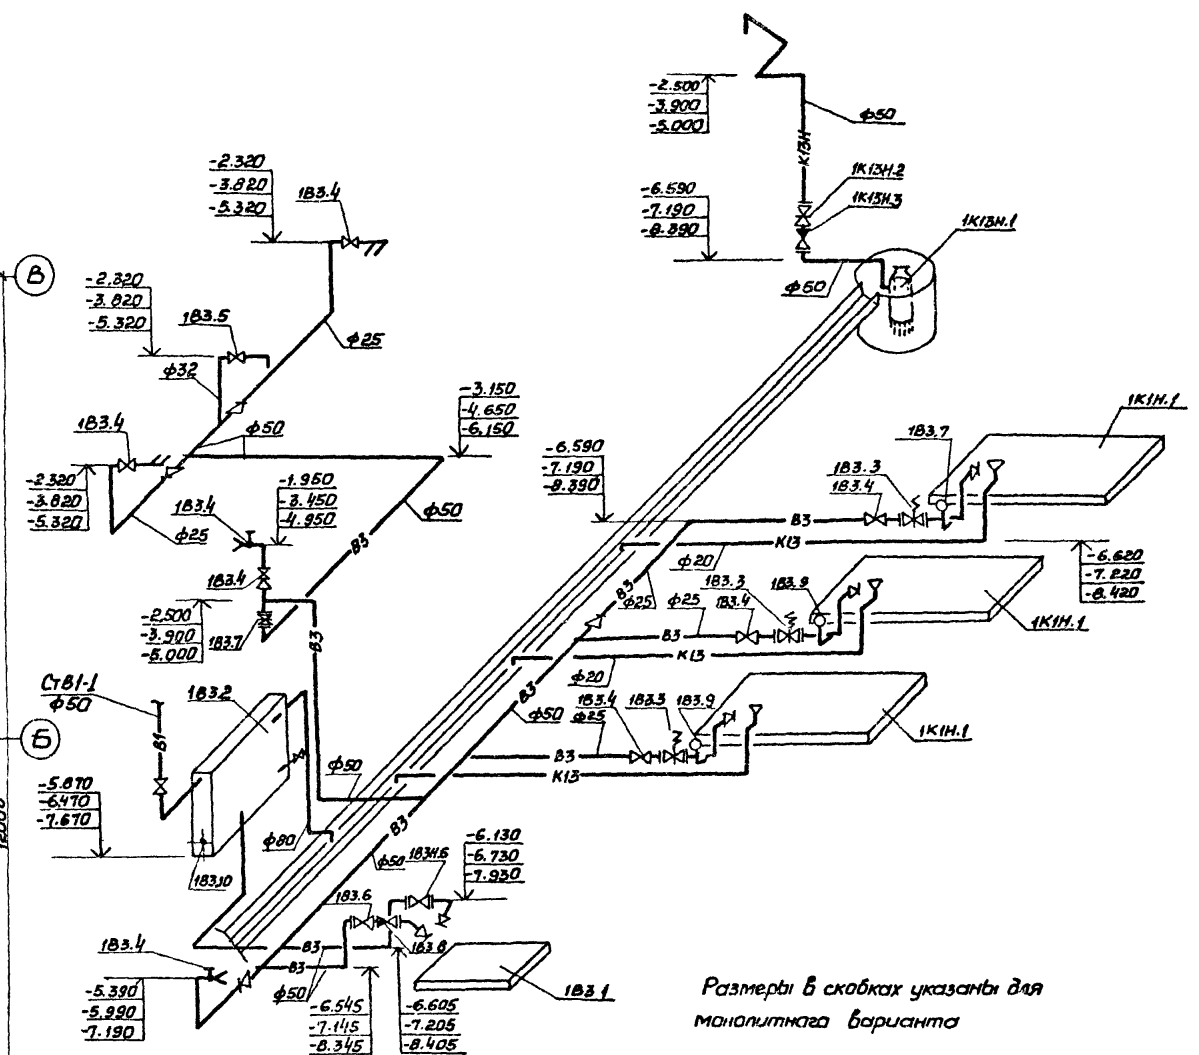 -2.500
-3.900
-5.000
ф50
К13Н
1К13Н.2
1К13Н.3
-6.590
-7.190
-8.390
1К13Н.1
ф50
-2.320
-3.820
-5.320
1В3.4
В
-2.320
-3.820
-5.320
1В3.5
ф25
ф32
-3.150
-4.650
-6.150
1К1Н.1
1В3.4
ф50
1В3.7
-6.590
-7.190
-8.390
1В3.3
1В3.4
-2.320
-3.820
-5.320
-1.950
-3.450
-4.950
1В3.4
ф50
ф25
В3
В3
К13
ф20
-6.620
-7.220
-8.420
1В3.4
В3
ф25
ф25
1В3.3
1В3.4
1В3.9
-2.500
-3.900
-5.000
1В3.7
В3
В3
К13
1К1Н.1
ф20
СтВ1-1
ф50
1В3.2
В3
1В3.4
1В3.3
1В3.9
ф50
ф25
В1
Б
В3
К13
1К1Н.1
-5.870
-6.470
-7.670
ф50
12000
ф80
В3
ф50
1В3Н.6
-6.130
-6.730
-7.930
1В3.10
1В3.6
1В3.4
В3
1В3.8
В3
-5.390
-5.990
-7.190
ф50
-6.545
-7.145
-8.345
-6.605
-7.205
-8.405
1В3.1
Размеры в скобках указаны для
монолитного варианта